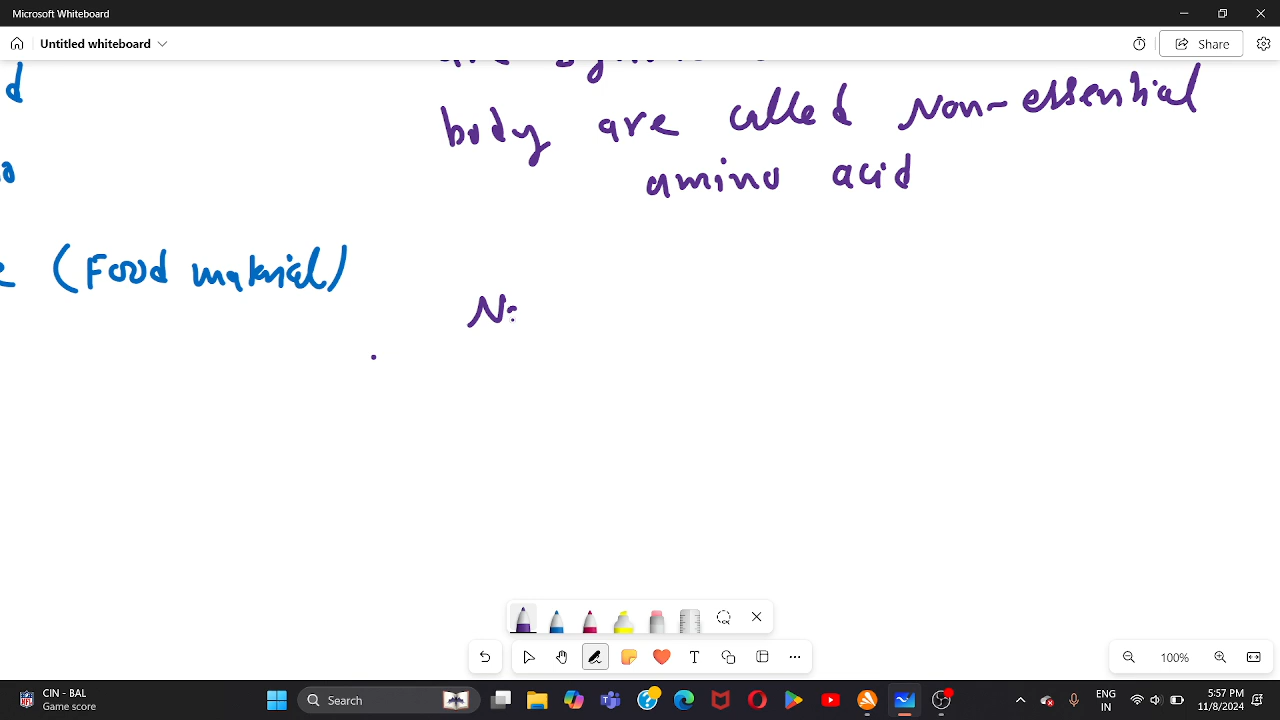 Microsoft Whiteboard
Untitled whiteboard
Share
d
body are called Non-essential
amino acid
(Food material)
N
100%
CIN - BAL
Game score
Search
ENG
IN
5:57 PM
11/8/2024